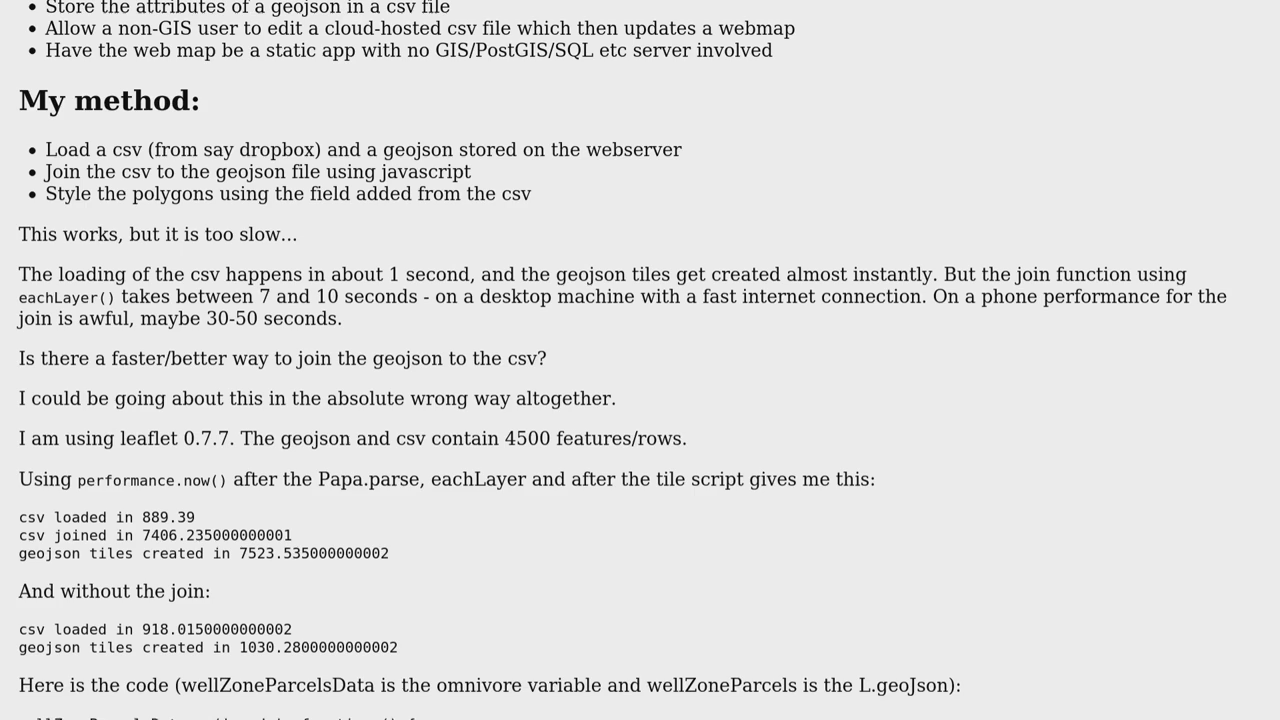 Store the attributes of a geojson in a csv file
Allow a non-GIS user to edit a cloud-hosted csv file which then updates a webmap
Have the web map be a static app with no GIS/PostGIS/SQL etc server involved
My method:
Load a csv (from say dropbox) and a geojson stored on the webserver
Join the csv to the geojson file using javascript
Style the polygons using the field added from the csv
This works, but it is too slow...
The loading of the csv happens in about 1 second, and the geojson tiles get created almost instantly. But the join function using
eachLayer() takes between 7 and 10 seconds - on a desktop machine with a fast internet connection. On a phone performance for the
join is awful, maybe 30-50 seconds.
Is there a faster/better way to join the geojson to the csv?
I could be going about this in the absolute wrong way altogether.
I am using leaflet 0.7.7. The geojson and csv contain 4500 features/rows.
Using performance.now() after the Papa.parse, eachLayer and after the tile script gives me this:
csv loaded in 889.39
csv joined in 7406.235000000001
geojson tiles created in 7523.535000000002
And without the join:
csv loaded in 918.0150000000002
geojson tiles created in 1030.2800000000002
Here is the code (wellZoneParcelsData is the omnivore variable and wellZoneParcels is the L.geoJson):